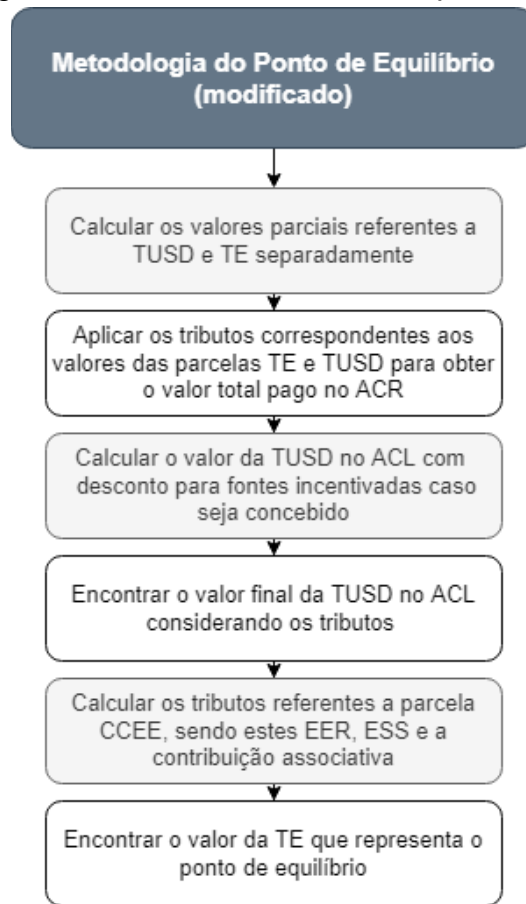 Metodologia do Ponto de Equilíbrio
(modificado)
Calcular os valores parciais referentes a
TUSD e TE separadamente
Aplicar os tributos correspondentes aos
valores das parcelas TE e TUSD para obter
o valor total pago no ACR
Calcular o valor da TUSD no ACL com
desconto para fontes incentivadas caso
seja concebido
Encontrar o valor final da TUSD no ACL
considerando os tributos
Calcular os tributos referentes a parcela
CCEE, sendo estes EER, ESS e a
contribuição associativa
Encontrar o valor da TE que representa o
ponto de equilíbrio